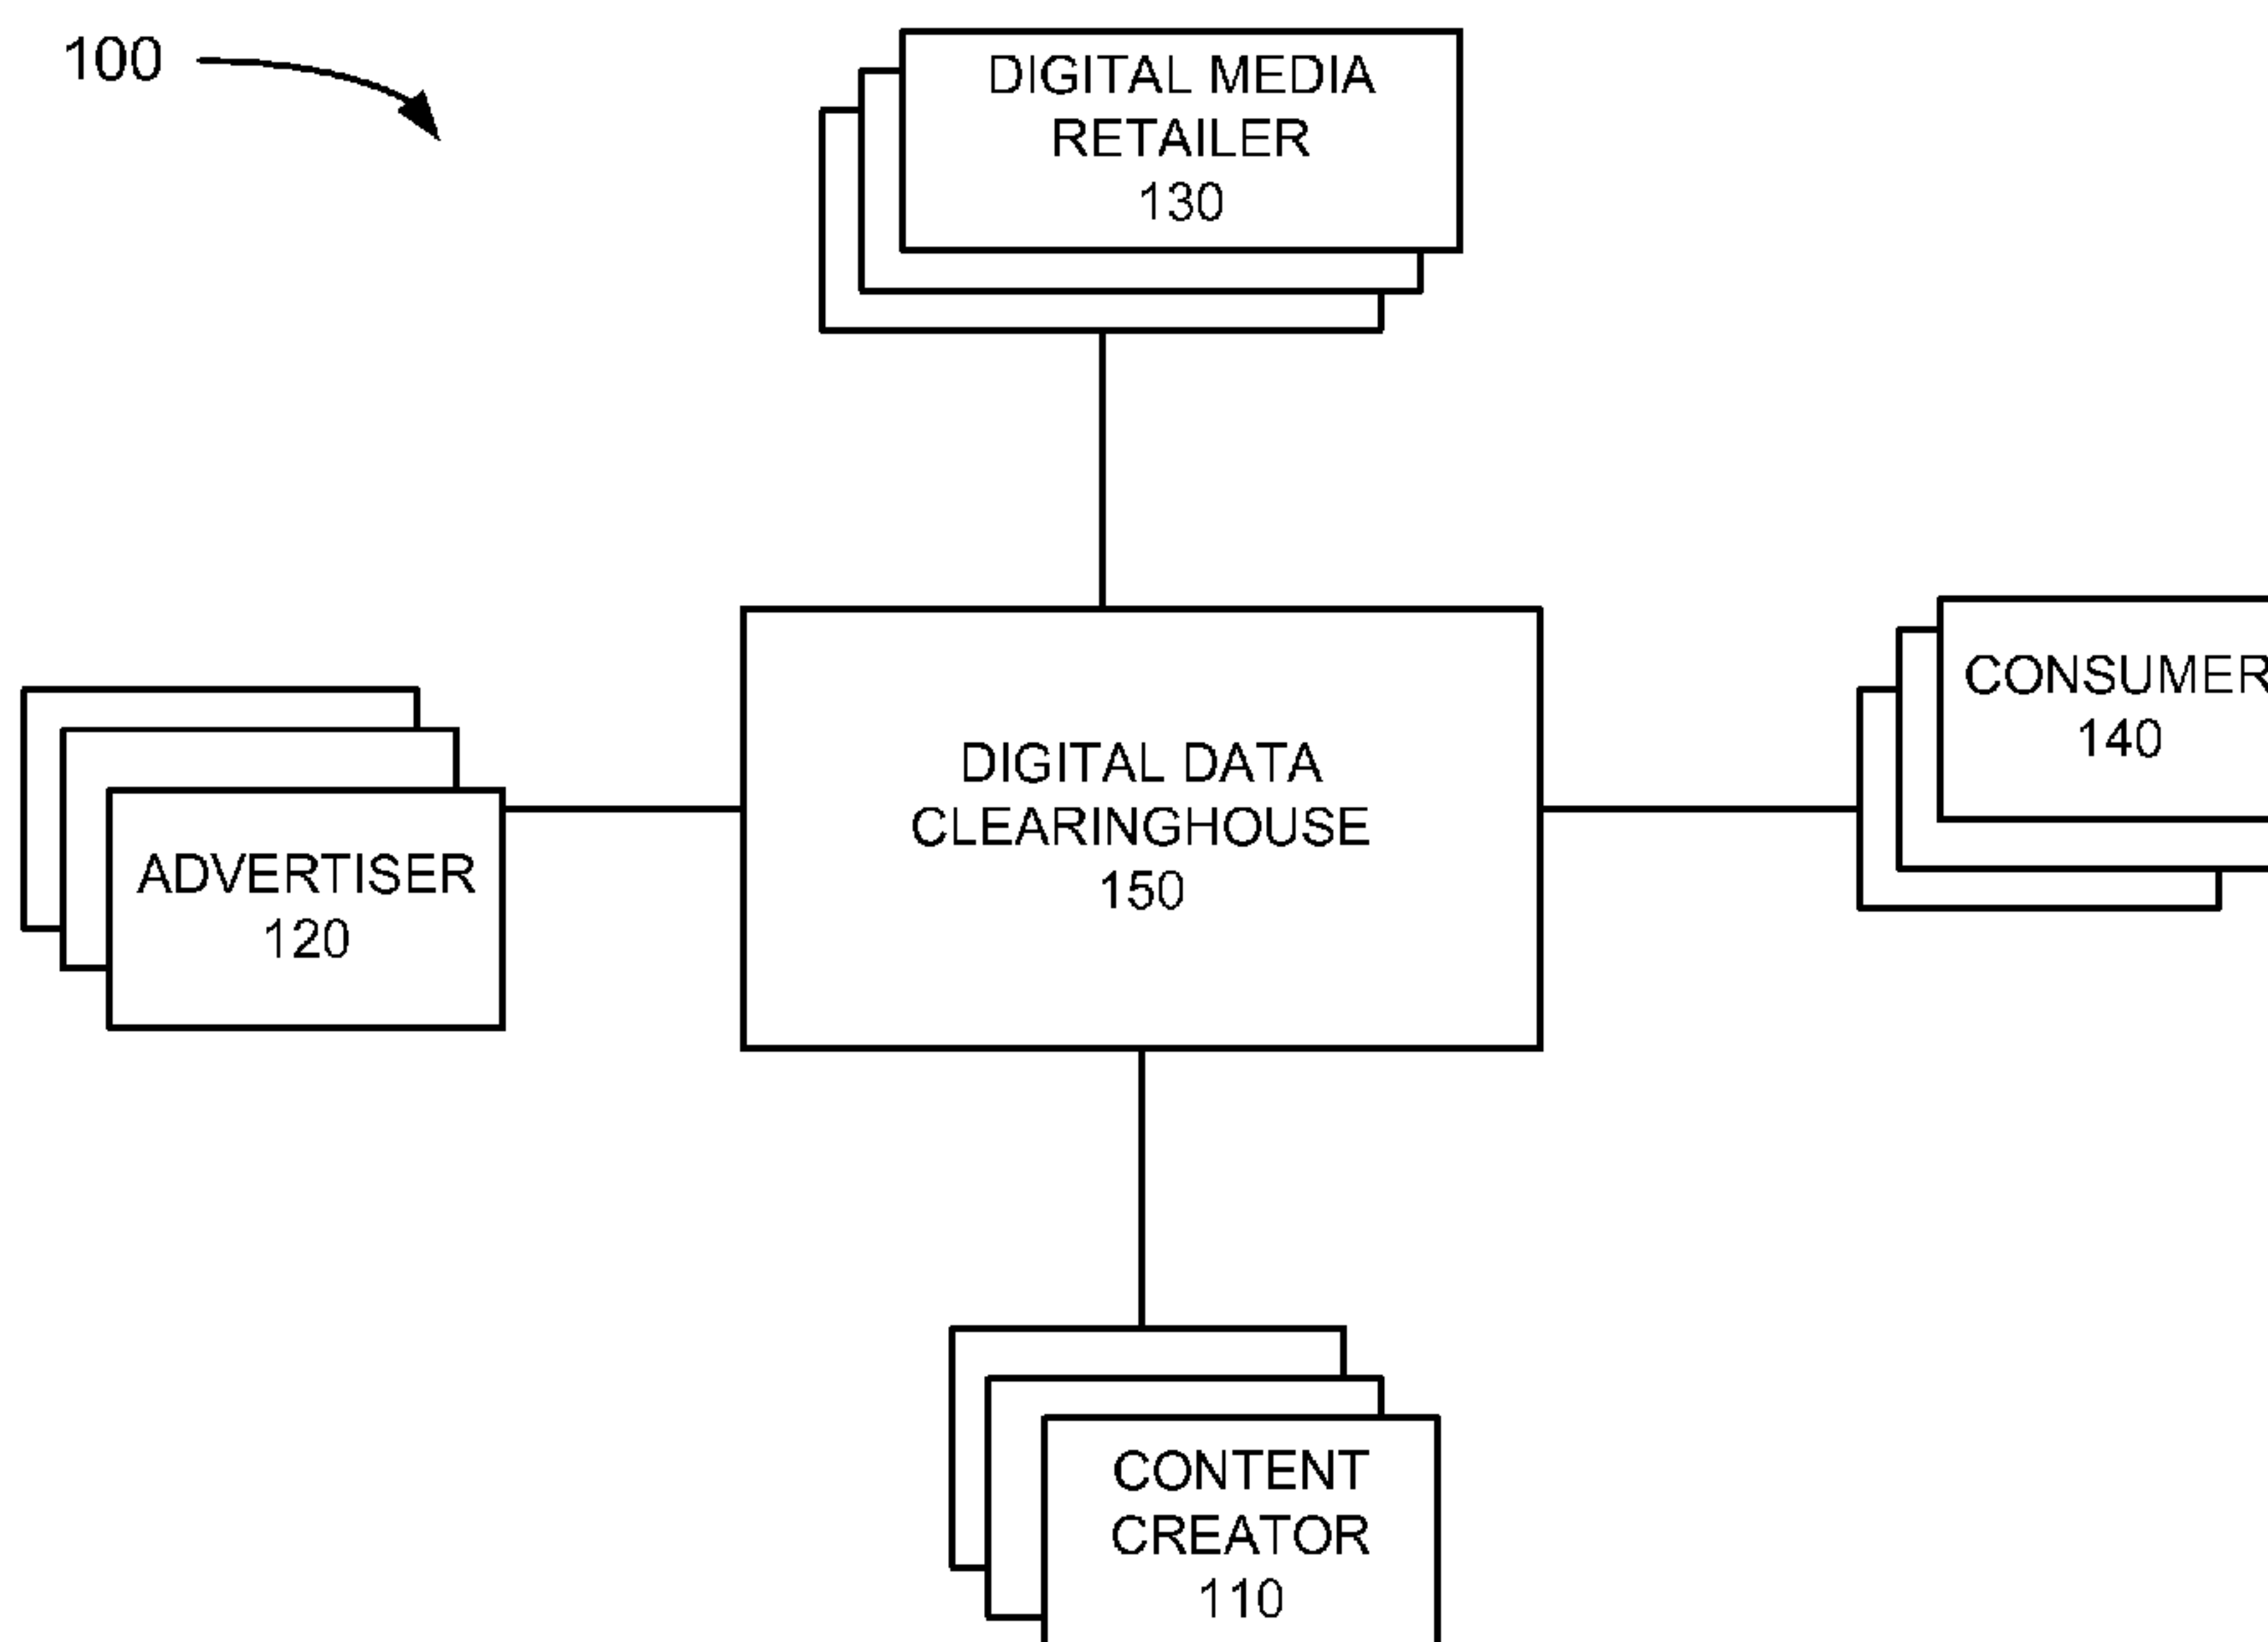 100
DIGITAL MEDIA
RETAILER
130
CONSUMER
140
DIGITAL DATA
CLEARINGHOUSE
150
ADVERTISER
120
CONTENT
CREATOR
110